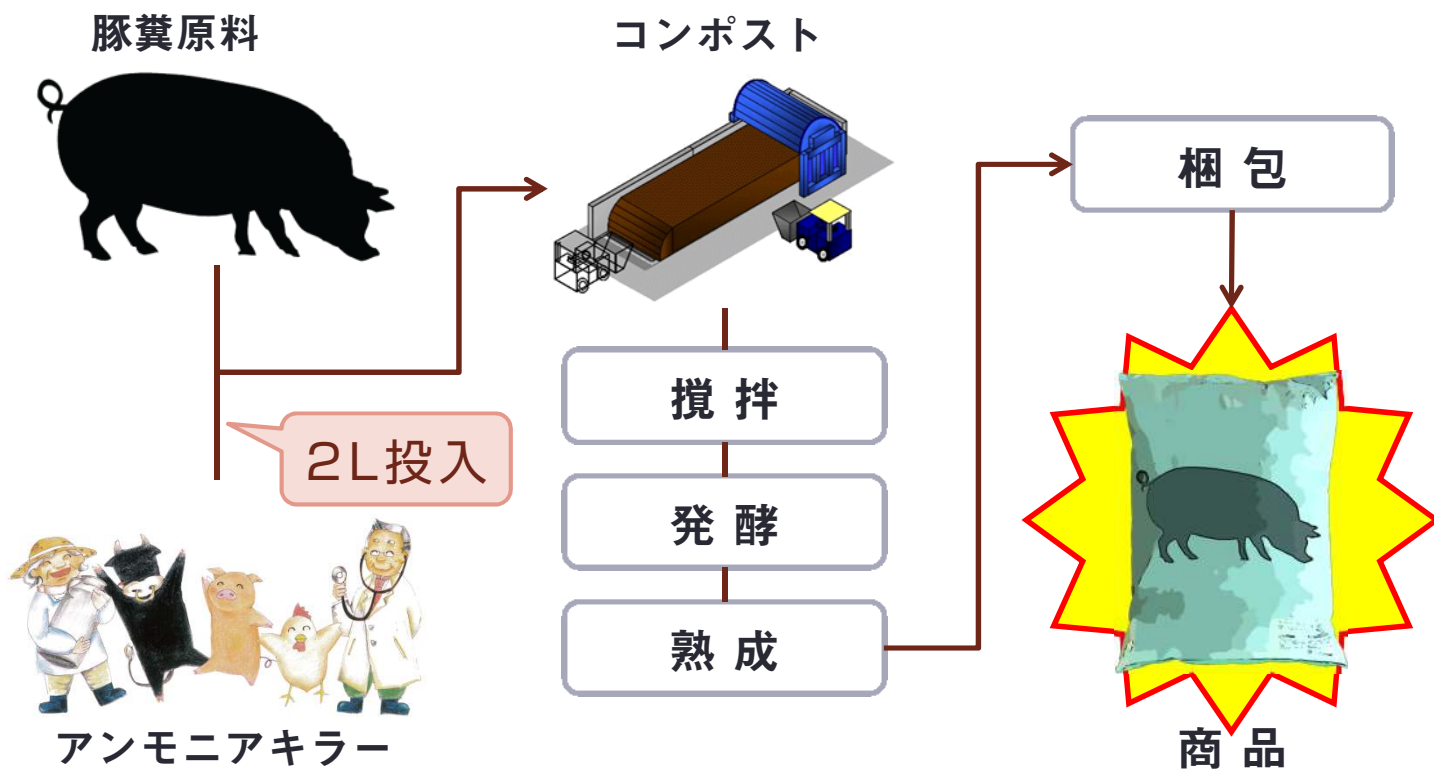 豚糞原料
コンポスト
2L投入
アンモニアキラー
攪 拌
発 酵
熟 成
梱 包
商 品